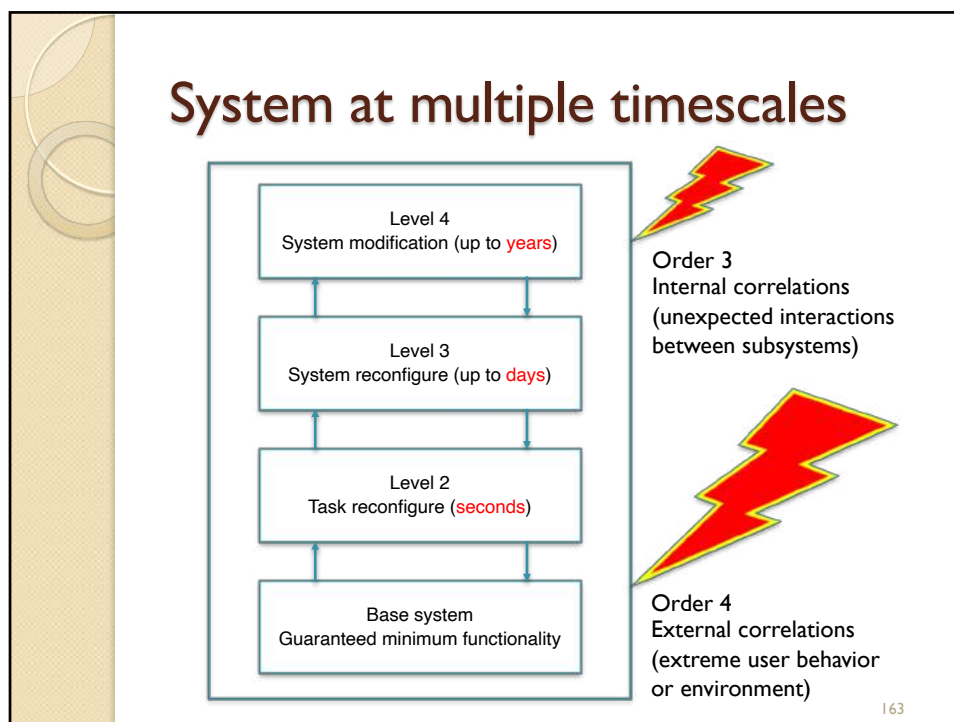 System at multiple timescales
Level 4
System modification (up to years)
Level 3
System reconfigure (up to days)
Level 2
Task reconfigure (seconds)
Base system
Guaranteed minimum functionality
Order 3
Internal correlations
(unexpected interactions
between subsystems)
Order 4
External correlations
(extreme user behavior
or environment)
163